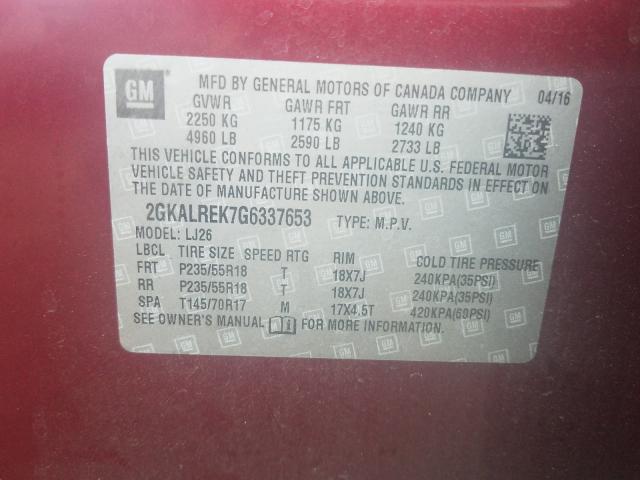 GM
MFD BY GENERAL MOTORS OF CANADA COMPANY 04/16
GVWR GAWR FRT GAWR RR
2250 KG 1175 KG 1240 KG
4960 LB 2590 LB 2733 LB
THIS VEHICLE CONFORMS TO ALL APPLICABLE U.S. FEDERAL MOTOR
VEHICLE SAFETY AND THEFT PREVENTION STANDARDS IN EFFECT ON
THE DATE OF MANUFACTURE SHOWN ABOVE.
2GKALREK7G6337653 TYPE: M.P.V.
MODEL: LJ26
LBCL TIRE SIZE SPEED RTG RIM COLD TIRE PRESSURE
FRT P235/55R18 T 18X7J 240KPA(35PSI)
RR P235/55R18 T 18X7J 240KPA(35PSI)
SPA T145/70R17 M 17X4.5T 420KPA(60PSI)
SEE OWNER'S MANUAL FOR MORE INFORMATION.